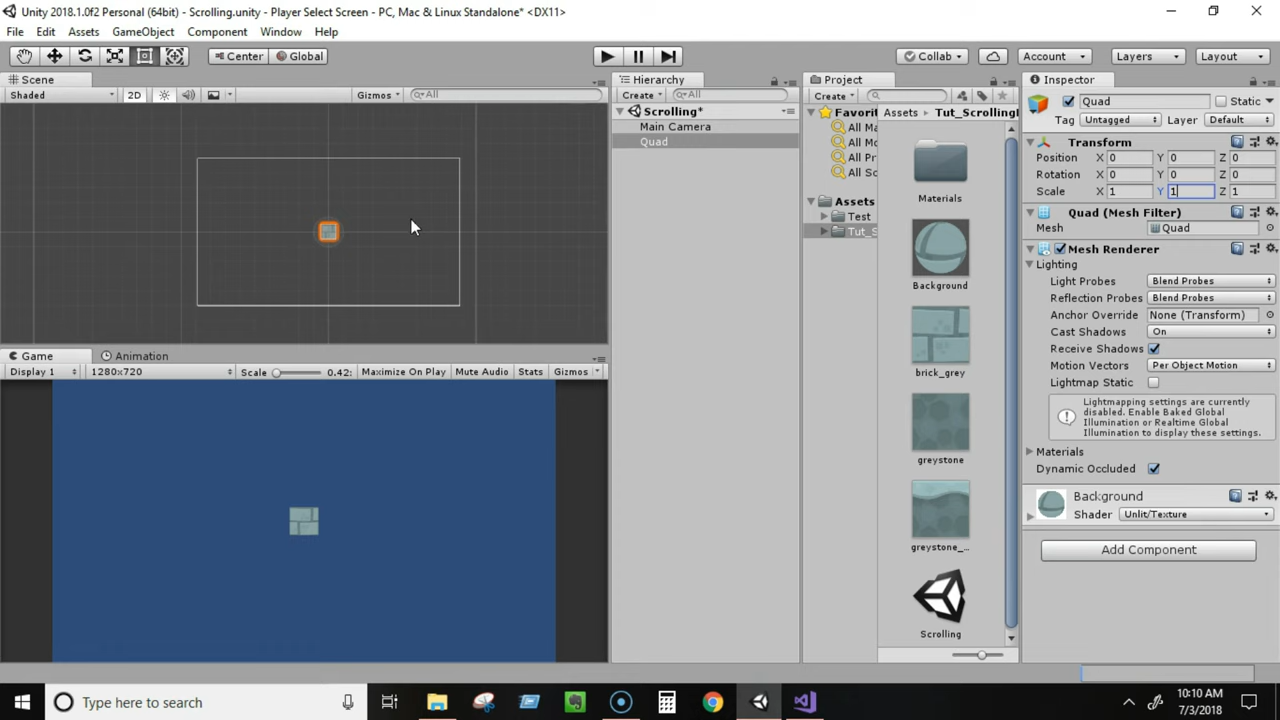 Unity 2018.1.0f2 Personal (64bit) - Scrolling.unity - Player Select Screen - PC, Mac & Linux Standalone* <DX11>
File Edit Assets GameObject Component Window Help
Center Global Collab Account Layers Layout
Scene
Shaded 2D Gizmos All
Game Animation
Display 1 1280x720 Scale 0.42: Maximize On Play Mute Audio Stats Gizmos
Hierarchy
Create All
Scrolling*
Main Camera
Quad
Project
Create
Favorit
All Ma
All Mo
All Pr
All Sc
Assets
Test
Tut_S
Assets Tut_Scrolling
Materials
Background
brick_grey
greystone
greystone_...
Scrolling
Inspector
Quad Static
Tag Untagged Layer Default
Transform
Position X 0 Y 0 Z 0
Rotation X 0 Y 0 Z 0
Scale X 1 Y 1 Z 1
Quad (Mesh Filter)
Mesh Quad
Mesh Renderer
Lighting
Light Probes Blend Probes
Reflection Probes Blend Probes
Anchor Override None (Transform)
Cast Shadows On
Receive Shadows
Motion Vectors Per Object Motion
Lightmap Static
Lightmapping settings are currently
disabled. Enable Baked Global
Illumination or Realtime Global
Illumination to display these settings.
Materials
Dynamic Occluded
Background
Shader Unlit/Texture
Add Component
Type here to search
10:10 AM
7/3/2018